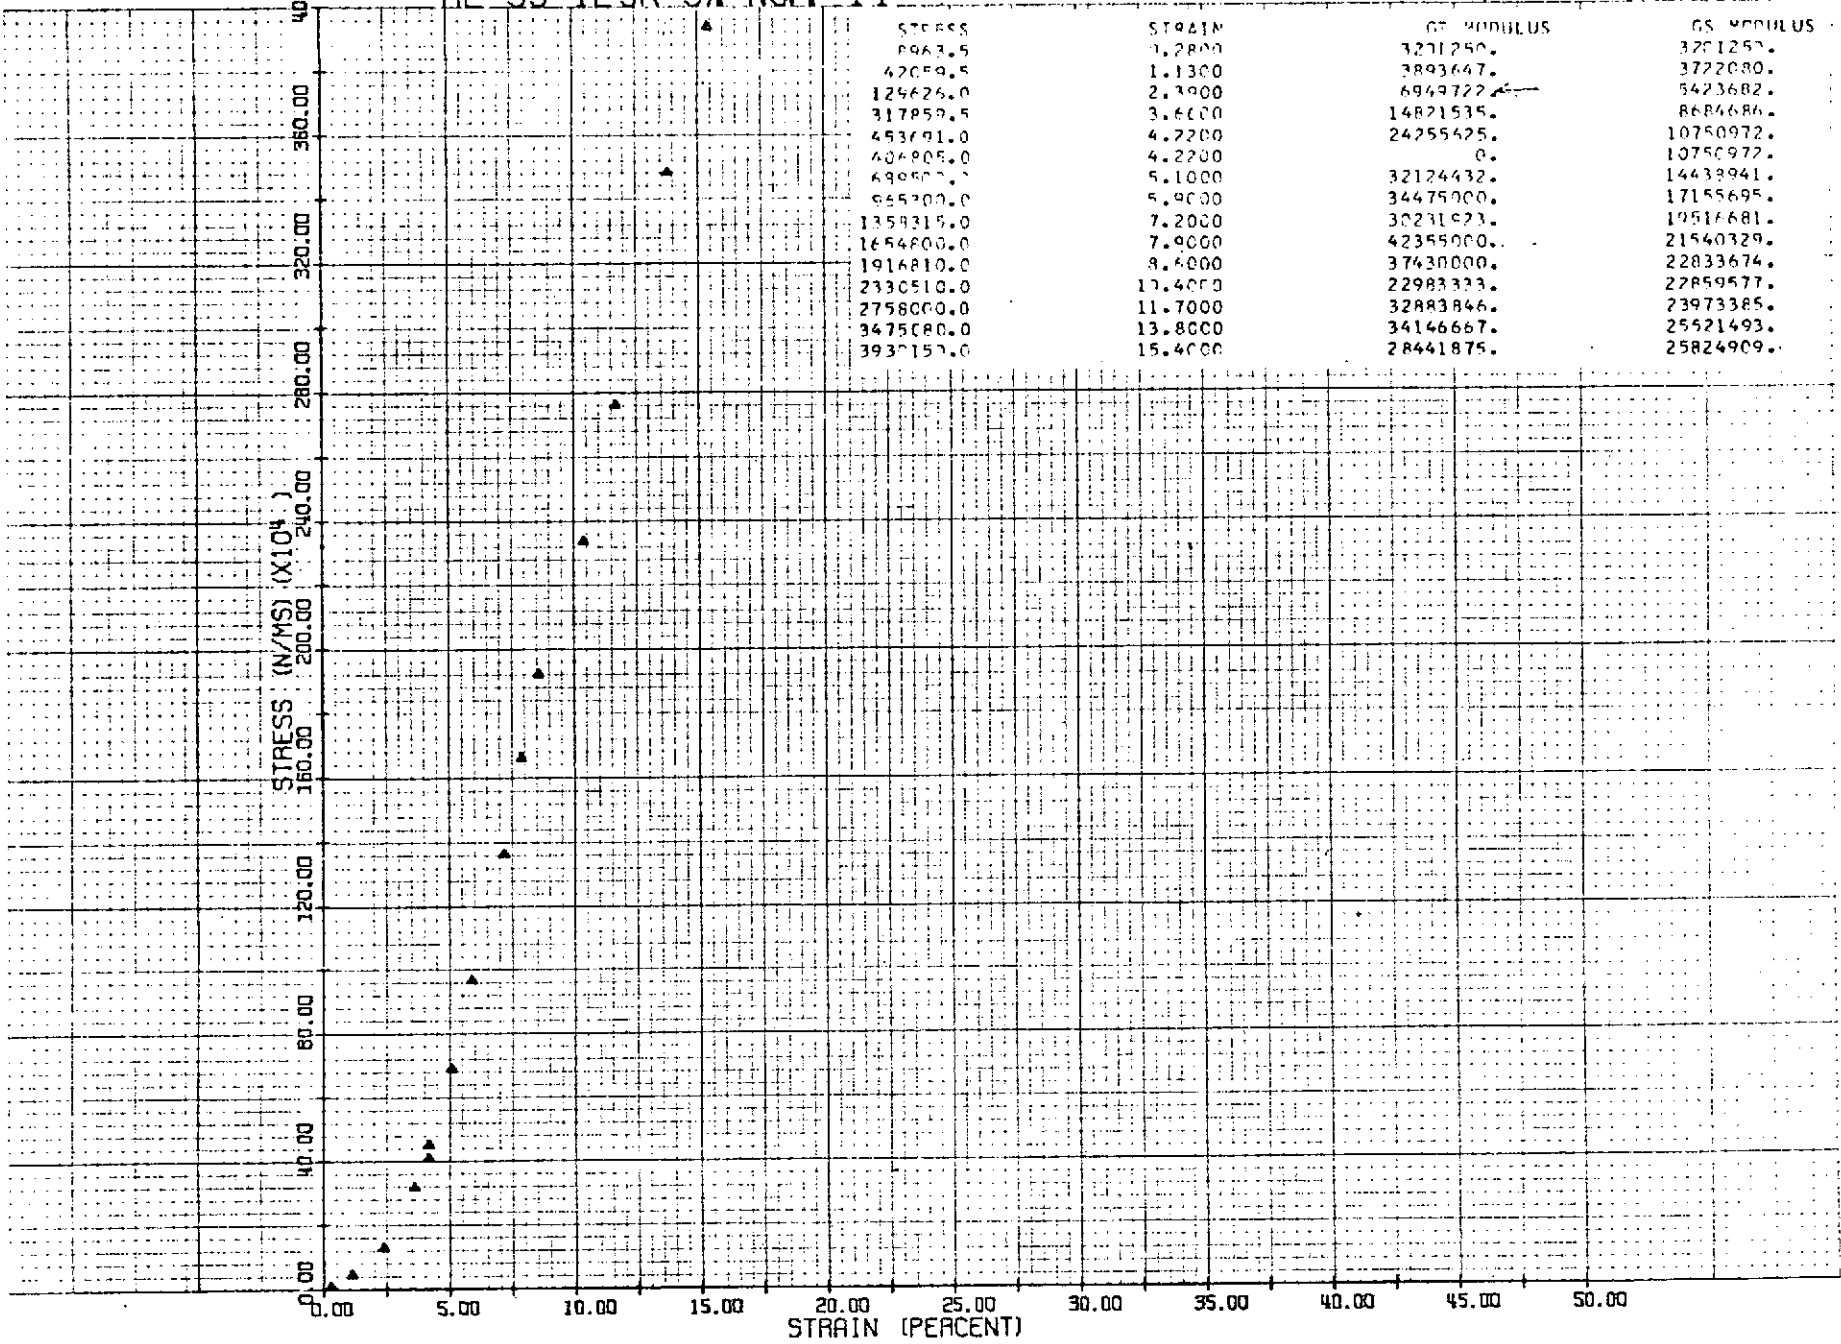 STRESS STRAIN GT MODULUS GS MODULUS
8963.5 0.2800 3201250. 3201250.
42059.5 1.1300 3893647. 3722080.
129626.0 2.3900 6949722. 5423682.
317859.5 3.6600 14821535. 8684686.
453691.0 4.2200 24255625. 10750972.
406805.0 4.2200 0. 10750972.
5.1000 32124432. 14438941.
965300.0 5.9000 34475000. 17155695.
1359315.0 7.2000 30231923. 19516681.
1654800.0 7.9000 42355000. 21540329.
1916810.0 8.6000 37430000. 22833674.
2330510.0 10.4000 22983333. 22859577.
2758000.0 11.7000 32883846. 23973385.
3475080.0 13.8000 34146667. 25521493.
3930150.0 15.4000 28441875. 25824909.
360.00
320.00
280.00
240.00
200.00
160.00
120.00
80.00
40.00
0.00
STRESS (N/MS) (X10⁴)
0.00 5.00 10.00 15.00 20.00 25.00 30.00 35.00 40.00 45.00 50.00
STRAIN (PERCENT)